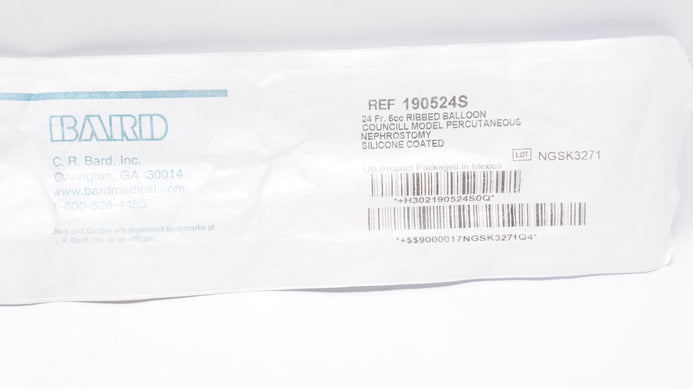 BARD
C. R. Bard, Inc.
Covington, GA 30014
www.bardmedical.com
1-800-526-4455
Bard and Bardex are registered trademarks of
C. R. Bard, Inc. or an affiliate.
REF 190524S
24 Fr. 5cc RIBBED BALLOON
COUNCILL MODEL PERCUTANEOUS
NEPHROSTOMY
SILICONE COATED
LOT NGSK3271
US Product Packaged in Mexico
*+H302190524S0Q*
*+$$9000017NGSK3271Q4*